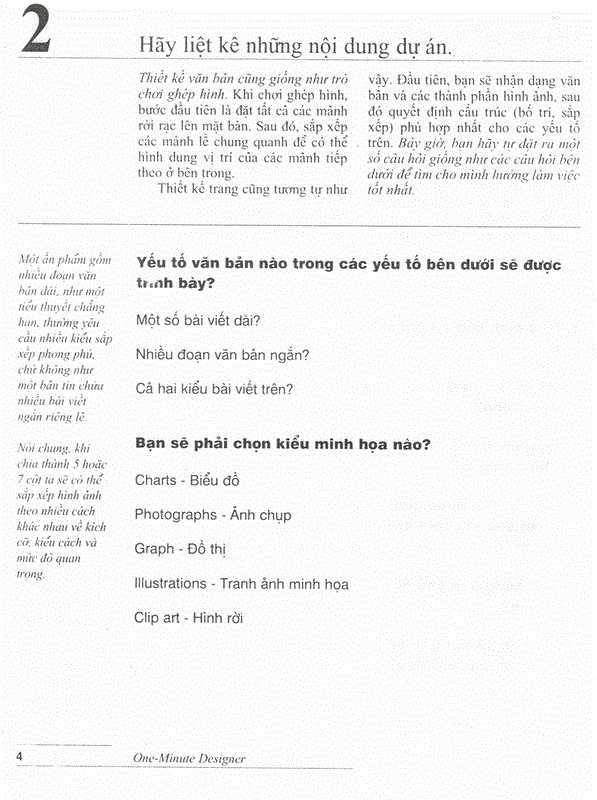 2
Hãy liệt kê những nội dung dự án.
Thiết kế văn bản cũng giống như trò
chơi ghép hình. Khi chơi ghép hình,
bước đầu tiên là đặt tất cả các mảnh
rời rạc lên mặt bàn. Sau đó, sắp xếp
các mảnh lẻ chung quanh để có thể
hình dung vị trí của các mảnh tiếp
theo ở bên trong.
Thiết kế trang cũng tương tự như
vậy. Đầu tiên, bạn sẽ nhận dạng văn
bản và các thành phần hình ảnh, sau
đó quyết định cấu trúc (bố trí, sắp
xếp) phù hợp nhất cho các yếu tố
trên. Bây giờ, bạn hãy tự đặt ra một
số câu hỏi giống như các câu hỏi bên
dưới để tìm cho mình hướng làm việc
tốt nhất.
Một ấn phẩm gồm
nhiều đoạn văn
bản dài, như một
tiểu thuyết chẳng
hạn, thường yêu
cầu nhiều kiểu sắp
xếp phong phú,
chứ không như
một bản tin chứa
nhiều bài viết
ngắn riêng lẻ.
Nói chung, khi
chia thành 5 hoặc
7 cột ta sẽ có thể
sắp xếp hình ảnh
theo nhiều cách
khác nhau về kích
cỡ, kiểu cách và
mức độ quan
trọng.
Yếu tố văn bản nào trong các yếu tố bên dưới sẽ được
trình bày?
Một số bài viết dài?
Nhiều đoạn văn bản ngắn?
Cả hai kiểu bài viết trên?
Bạn sẽ phải chọn kiểu minh họa nào?
Charts - Biểu đồ
Photographs - Ảnh chụp
Graph - Đồ thị
Illustrations - Tranh ảnh minh họa
Clip art - Hình rời
4
One-Minute Designer